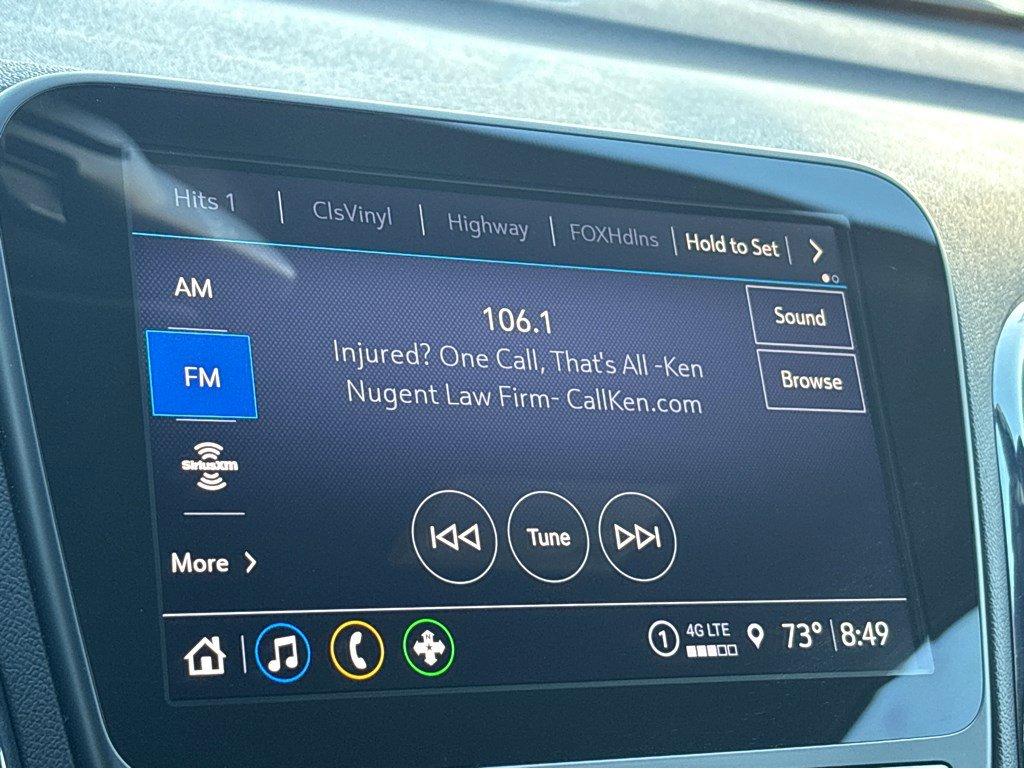 Hits 1 | ClsVinyl | Highway | FOXHdlns | Hold to Set |
AM
106.1
Sound
Injured? One Call, That's All -Ken
FM
Browse
Nugent Law Firm- CallKen.com
SiriusXM
Tune
More
N
1 4G LTE 73° 8:49